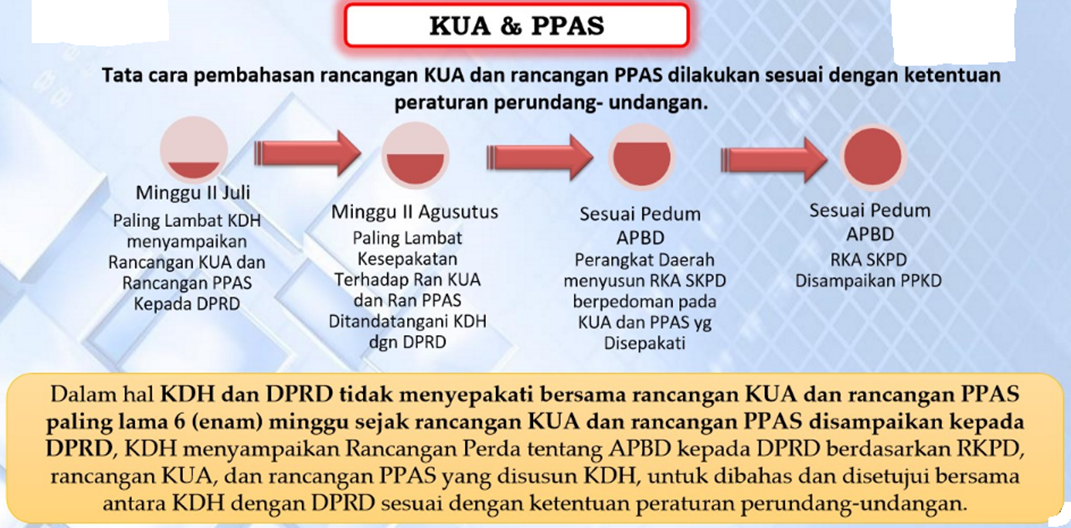 KUA & PPAS
Tata cara pembahasan rancangan KUA dan rancangan PPAS dilakukan sesuai dengan ketentuan
peraturan perundang- undangan.
Minggu II Juli
Paling Lambat KDH
menyampaikan
Rancangan KUA dan
Rancangan PPAS
Kepada DPRD
Minggu II Agusutus
Paling Lambat
Kesepakatan
Terhadap Ran KUA
dan Ran PPAS
Ditandatangani KDH
dgn DPRD
Sesuai Pedum
APBD
Perangkat Daerah
menyusun RKA SKPD
berpedoman pada
KUA dan PPAS yg
Disepakati
Sesuai Pedum
APBD
RKA SKPD
Disampaikan PPKD
Dalam hal KDH dan DPRD tidak menyepakati bersama rancangan KUA dan rancangan PPAS
paling lama 6 (enam) minggu sejak rancangan KUA dan rancangan PPAS disampaikan kepada
DPRD, KDH menyampaikan Rancangan Perda tentang APBD kepada DPRD berdasarkan RKPD,
rancangan KUA, dan rancangan PPAS yang disusun KDH, untuk dibahas dan disetujui bersama
antara KDH dengan DPRD sesuai dengan ketentuan peraturan perundang-undangan.